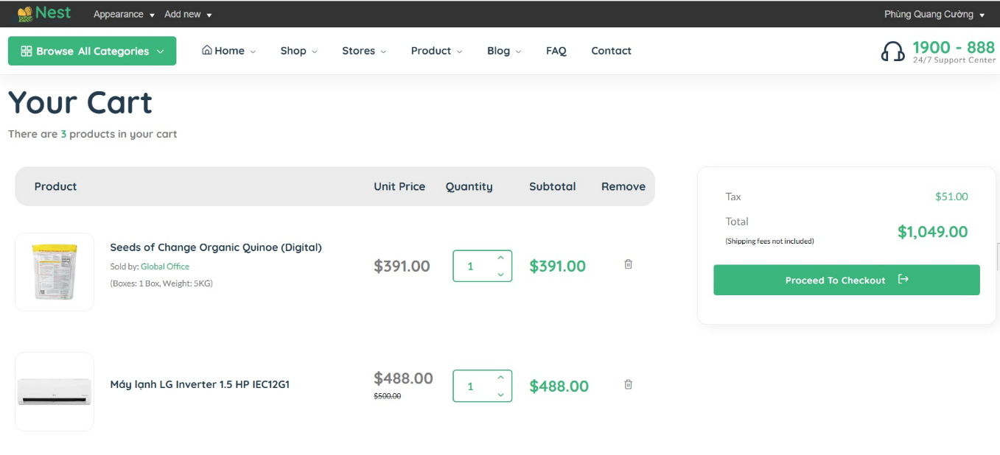 Nest Appearance Add new Phùng Quang Cường
Browse All Categories Home Shop Stores Product Blog FAQ Contact 1900 - 888
24/7 Support Center
Your Cart
There are 3 products in your cart
Product Unit Price Quantity Subtotal Remove
Seeds of Change Organic Quinoe (Digital)
Sold by: Global Office
(Boxes: 1 Box, Weight: 5KG)
$391.00 1 $391.00
Máy lạnh LG Inverter 1.5 HP IEC12G1
$488.00
$500.00
1 $488.00
Tax $51.00
Total
(Shipping fees not included)
$1,049.00
Proceed To Checkout